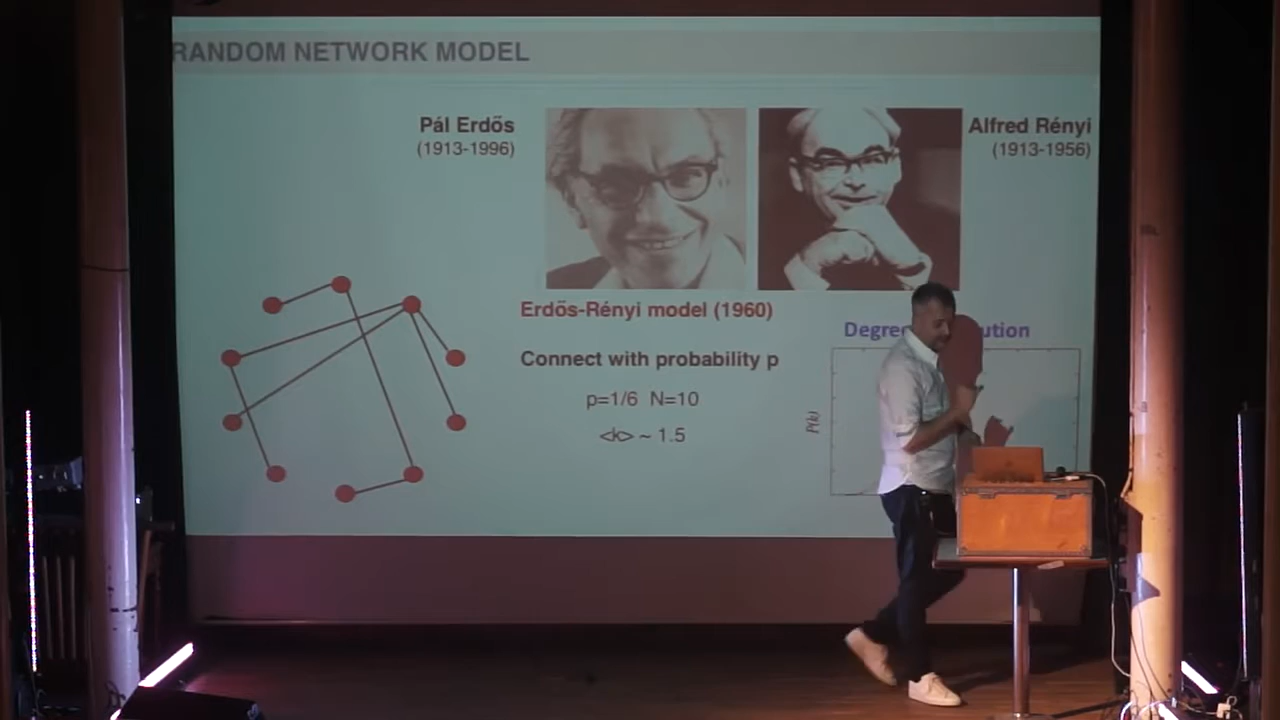 RANDOM NETWORK MODEL
Pál Erdős
(1913-1996)
Alfred Rényi
(1913-1956)
Erdős-Rényi model (1960)
Connect with probability p
p=1/6 N=10
<k> ~ 1.5
P(k)